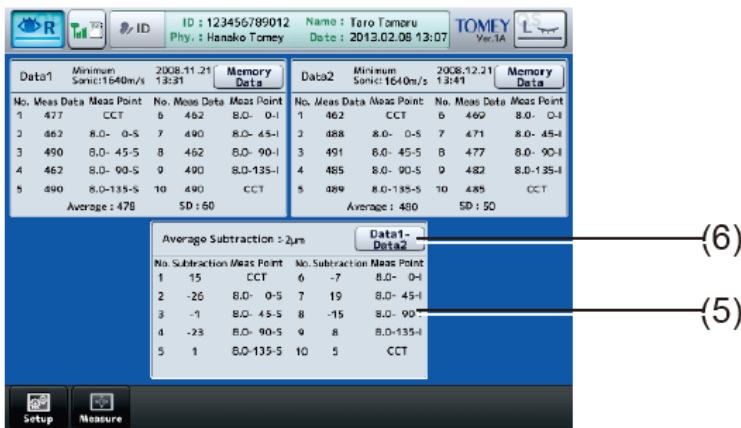 R
ID
ID : 123456789012 Name : Taro Tomeru
Phy. : Hanako Tomey Date : 2013.02.08 13:07
TOMEY
Ver.1A
L
Data1 Minimum Sonic:1640m/s 2008.11.21 13:31 Memory Data
No. Meas Data Meas Point No. Meas Data Meas Point
1 477 CCT 6 462 8.0- 0-I
2 462 8.0- 0-S 7 490 8.0- 45-I
3 490 8.0- 45-S 8 462 8.0- 90-I
4 462 8.0- 90-S 9 490 8.0-135-I
5 490 8.0-135-S 10 490 CCT
Average : 478 SD : 60
Data2 Minimum Sonic:1640m/s 2008.12.21 13:41 Memory Data
No. Meas Data Meas Point No. Meas Data Meas Point
1 462 CCT 6 469 8.0- 0-I
2 488 8.0- 0-S 7 471 8.0- 45-I
3 491 8.0- 45-S 8 477 8.0- 90-I
4 485 8.0- 90-S 9 482 8.0-135-I
5 489 8.0-135-S 10 485 CCT
Average : 480 SD : 50
Average Subtraction :-2μm Data1-Data2
No. Subtraction Meas Point No. Subtraction Meas Point
1 15 CCT 6 -7 8.0- 0-I
2 -26 8.0- 0-S 7 19 8.0- 45-I
3 -1 8.0- 45-S 8 -15 8.0- 90-I
4 -23 8.0- 90-S 9 8 8.0-135-I
5 1 8.0-135-S 10 5 CCT
(6)
(5)
Setup Measure